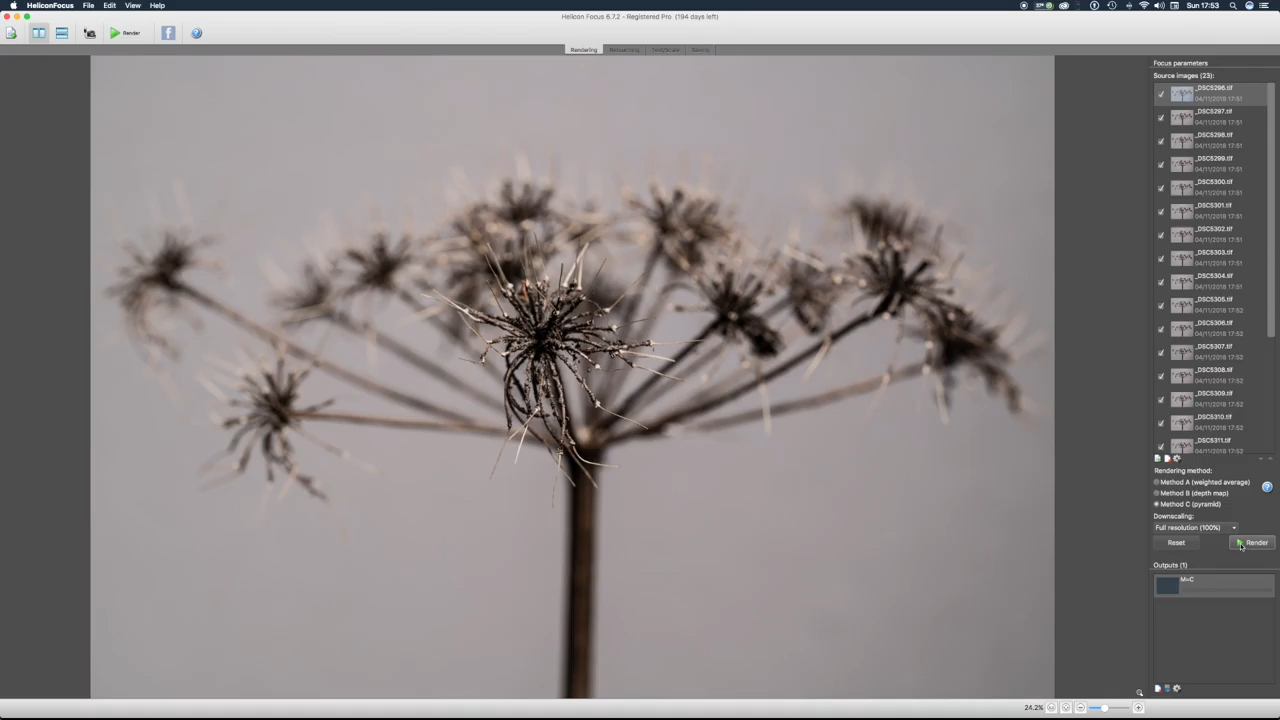 HeliconFocus File Edit View Help
Sun 17:53
Helicon Focus 6.7.2 - Registered Pro (194 days left)
Render
Rendering Retouching Text/Scale Saving
Focus parameters
Source images (23):
_DSC5296.tif
04/11/2018 17:51
_DSC5297.tif
04/11/2018 17:51
_DSC5298.tif
04/11/2018 17:51
_DSC5299.tif
04/11/2018 17:51
_DSC5300.tif
04/11/2018 17:51
_DSC5301.tif
04/11/2018 17:51
_DSC5302.tif
04/11/2018 17:51
_DSC5303.tif
04/11/2018 17:51
_DSC5304.tif
04/11/2018 17:51
_DSC5305.tif
04/11/2018 17:52
_DSC5306.tif
04/11/2018 17:52
_DSC5307.tif
04/11/2018 17:52
_DSC5308.tif
04/11/2018 17:52
_DSC5309.tif
04/11/2018 17:52
_DSC5310.tif
04/11/2018 17:52
_DSC5311.tif
04/11/2018 17:52
Rendering method:
Method A (weighted average)
Method B (depth map)
Method C (pyramid)
Downscaling:
Full resolution (100%)
Reset Render
Outputs (1)
M=C
24.2%